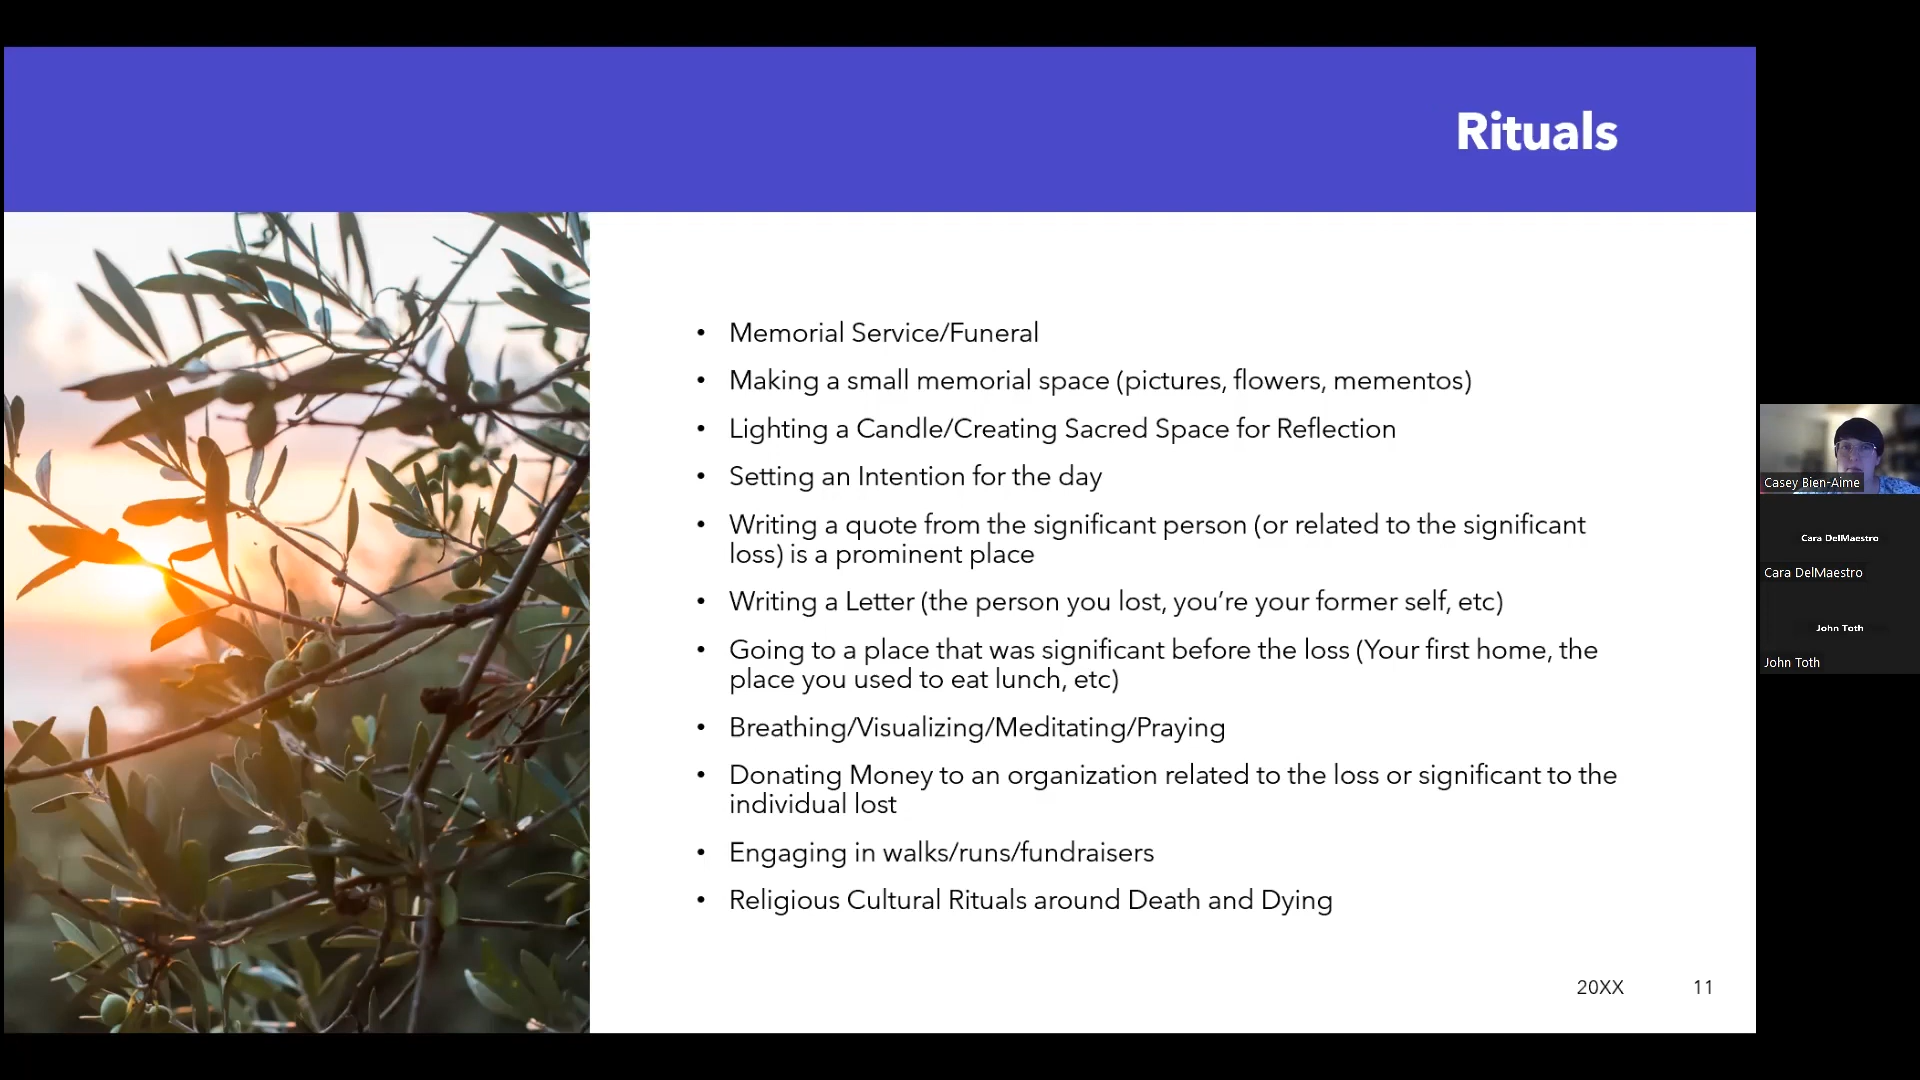 Rituals
• Memorial Service/Funeral
• Making a small memorial space (pictures, flowers, mementos)
• Lighting a Candle/Creating Sacred Space for Reflection
• Setting an Intention for the day
• Writing a quote from the significant person (or related to the significant
loss) is a prominent place
• Writing a Letter (the person you lost, you’re your former self, etc)
• Going to a place that was significant before the loss (Your first home, the
place you used to eat lunch, etc)
• Breathing/Visualizing/Meditating/Praying
• Donating Money to an organization related to the loss or significant to the
individual lost
• Engaging in walks/runs/fundraisers
• Religious Cultural Rituals around Death and Dying
20XX 11
Casey Bien-Aime
Cara DelMaestro
Cara DelMaestro
John Toth
John Toth